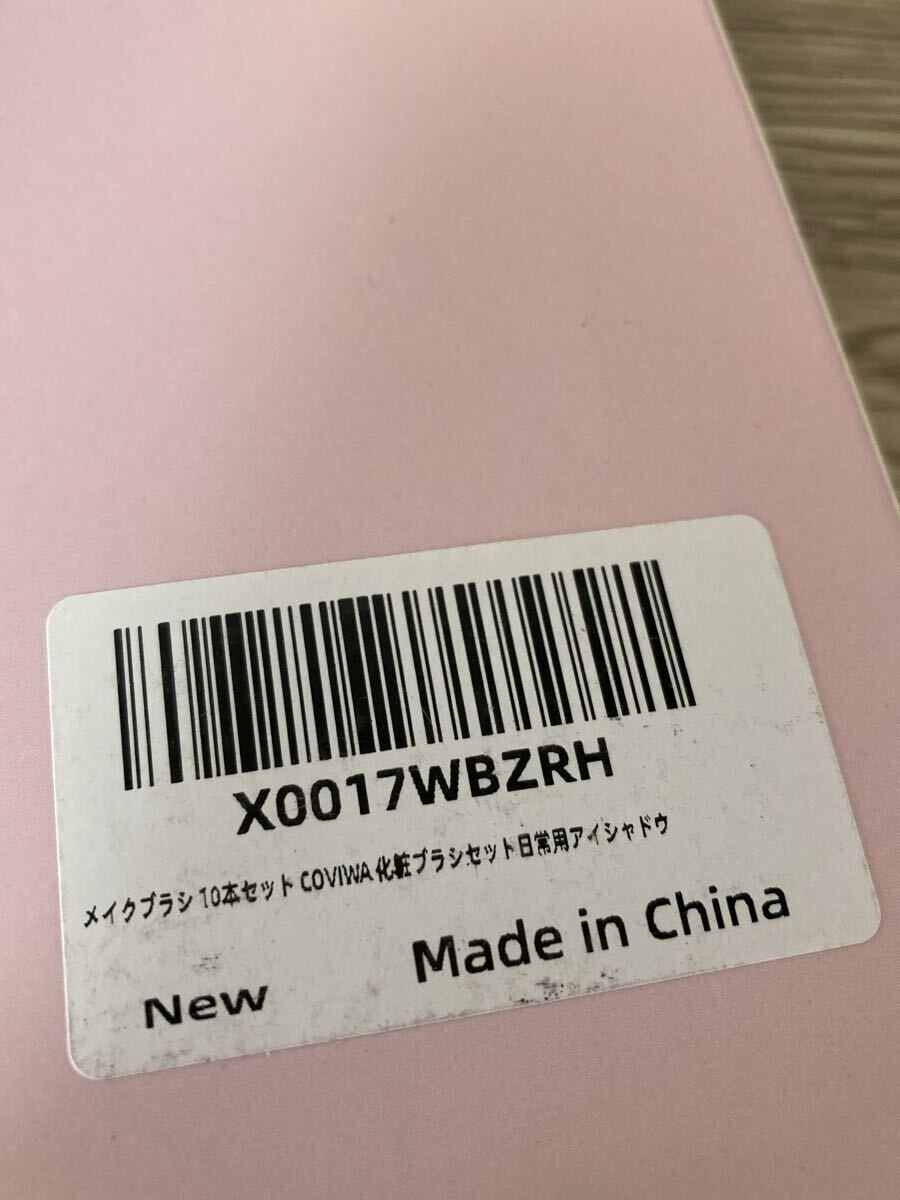 X0017WBZRH
メイクブラシ 10本セット COVIWA 化粧ブラシセット日常用アイシャドウ
New
Made in China